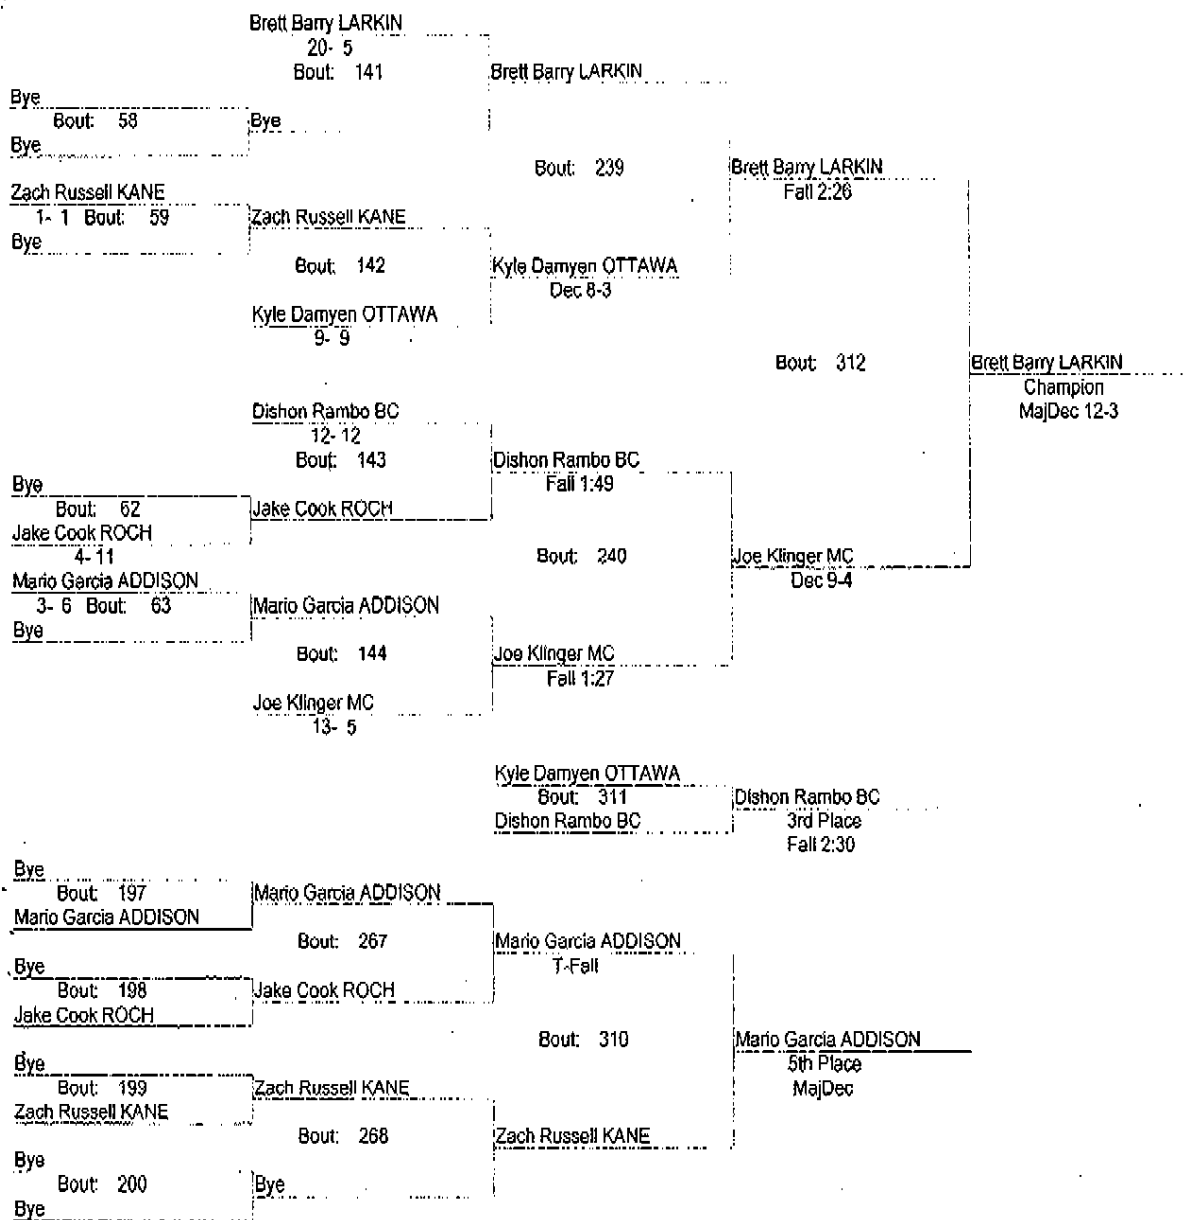 Brett Barry LARKIN
20- 5
Bout: 141
Brett Barry LARKIN
Bye
Bout: 58
Bye
Bye
Bout: 239
Brett Barry LARKIN
Fall 2:26
Zach Russell KANE
1- 1 Bout: 59
Zach Russell KANE
Bye
Bout: 142
Kyle Damyen OTTAWA
Dec 8-3
Kyle Damyen OTTAWA
9- 9
Bout: 312
Brett Barry LARKIN
Champion
MajDec 12-3
Dishon Rambo BC
12- 12
Bout: 143
Dishon Rambo BC
Fall 1:49
Bye
Bout: 62
Jake Cook ROCH
Jake Cook ROCH
4- 11
Bout: 240
Joe Klinger MC
Dec 9-4
Mario Garcia ADDISON
3- 6 Bout: 63
Mario Garcia ADDISON
Bye
Bout: 144
Joe Klinger MC
Fall 1:27
Joe Klinger MC
13- 5
Kyle Damyen OTTAWA
Bout: 311
Dishon Rambo BC
Dishon Rambo BC
3rd Place
Fall 2:30
Bye
Bout: 197
Mario Garcia ADDISON
Mario Garcia ADDISON
Bout: 267
Mario Garcia ADDISON
T-Fall
Bye
Bout: 198
Jake Cook ROCH
Jake Cook ROCH
Bout: 310
Mario Garcia ADDISON
5th Place
MajDec
Bye
Bout: 199
Zach Russell KANE
Zach Russell KANE
Bout: 268
Zach Russell KANE
Bye
Bout: 200
Bye
Bye